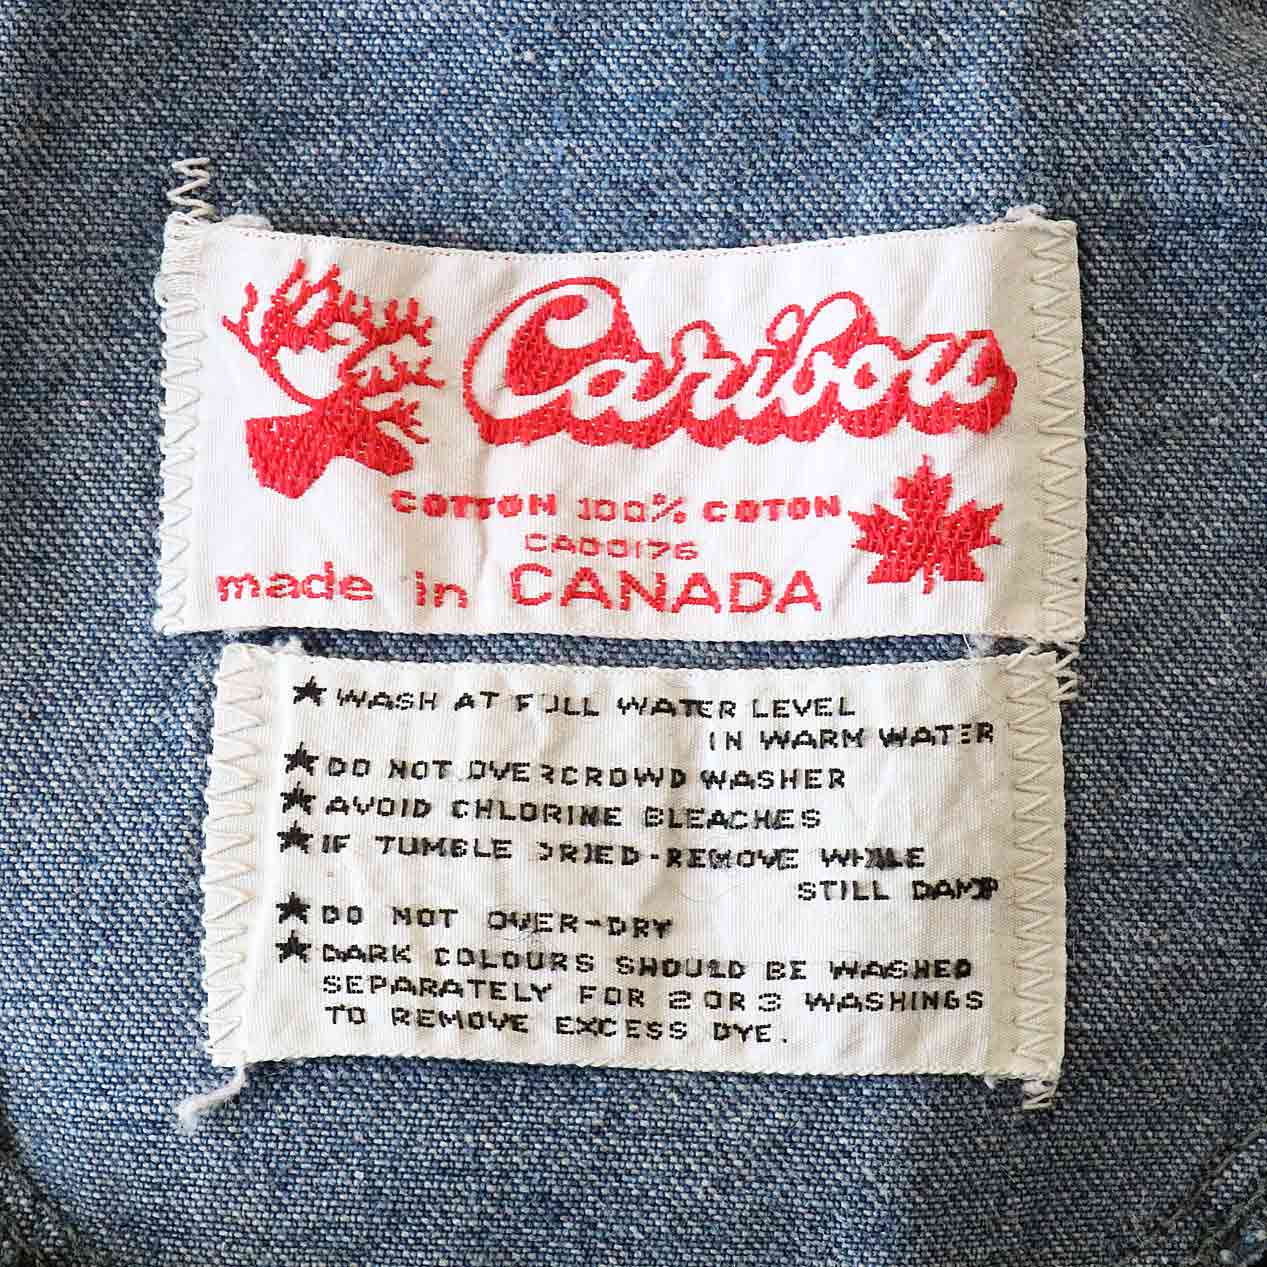 Caribou
COTTON 100% COTON
CA00176
made in CANADA
★ WASH AT FULL WATER LEVEL
IN WARM WATER
★ DO NOT OVERCROWD WASHER
★ AVOID CHLORINE BLEACHES
★ IF TUMBLE DRIED-REMOVE WHILE
STILL DAMP
★ DO NOT OVER-DRY
★ DARK COLOURS SHOULD BE WASHED
SEPARATELY FOR 2 OR 3 WASHINGS
TO REMOVE EXCESS DYE.